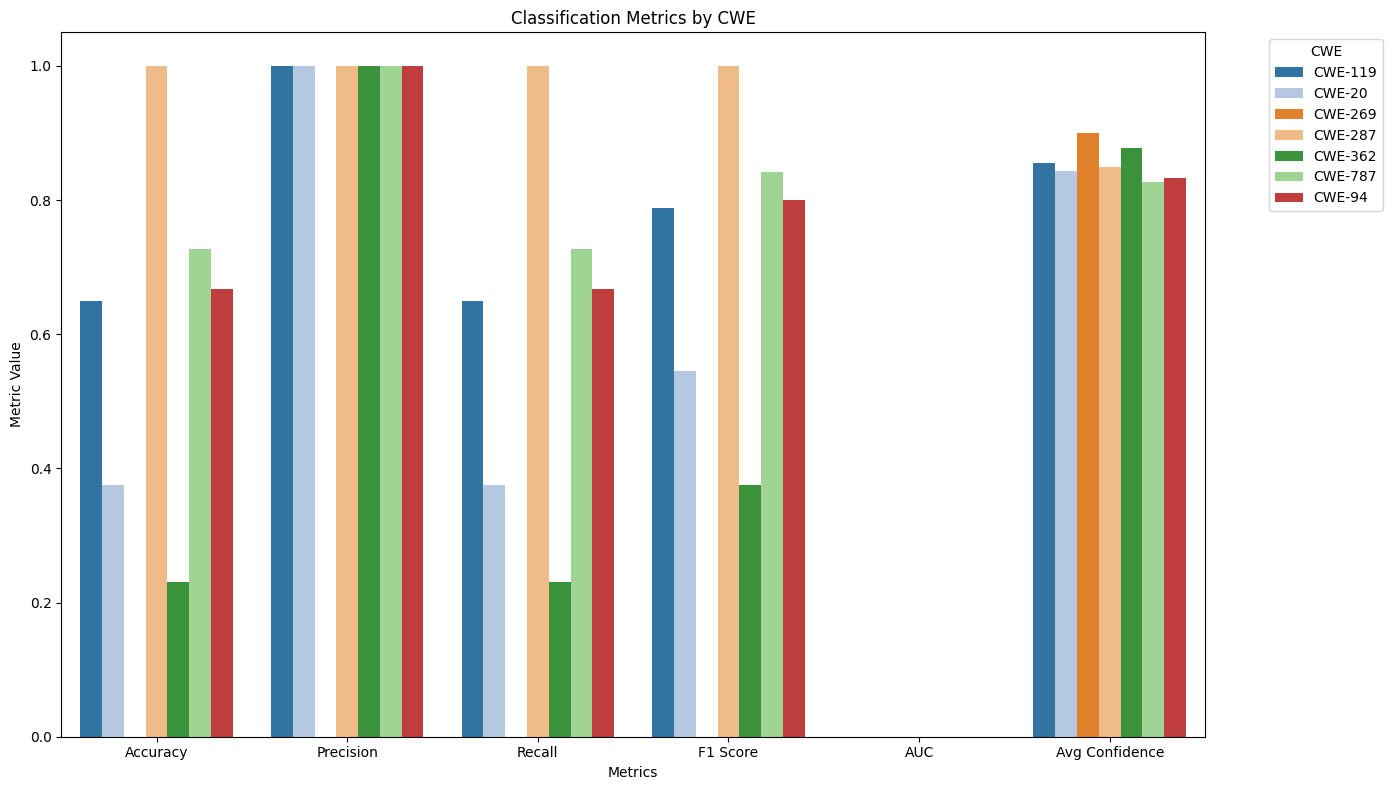 Classification Metrics by CWE
Metric Value
1.0
0.8
0.6
0.4
0.2
0.0
Accuracy
Precision
Recall
F1 Score
AUC
Avg Confidence
Metrics
CWE
CWE-119
CWE-20
CWE-269
CWE-287
CWE-362
CWE-787
CWE-94